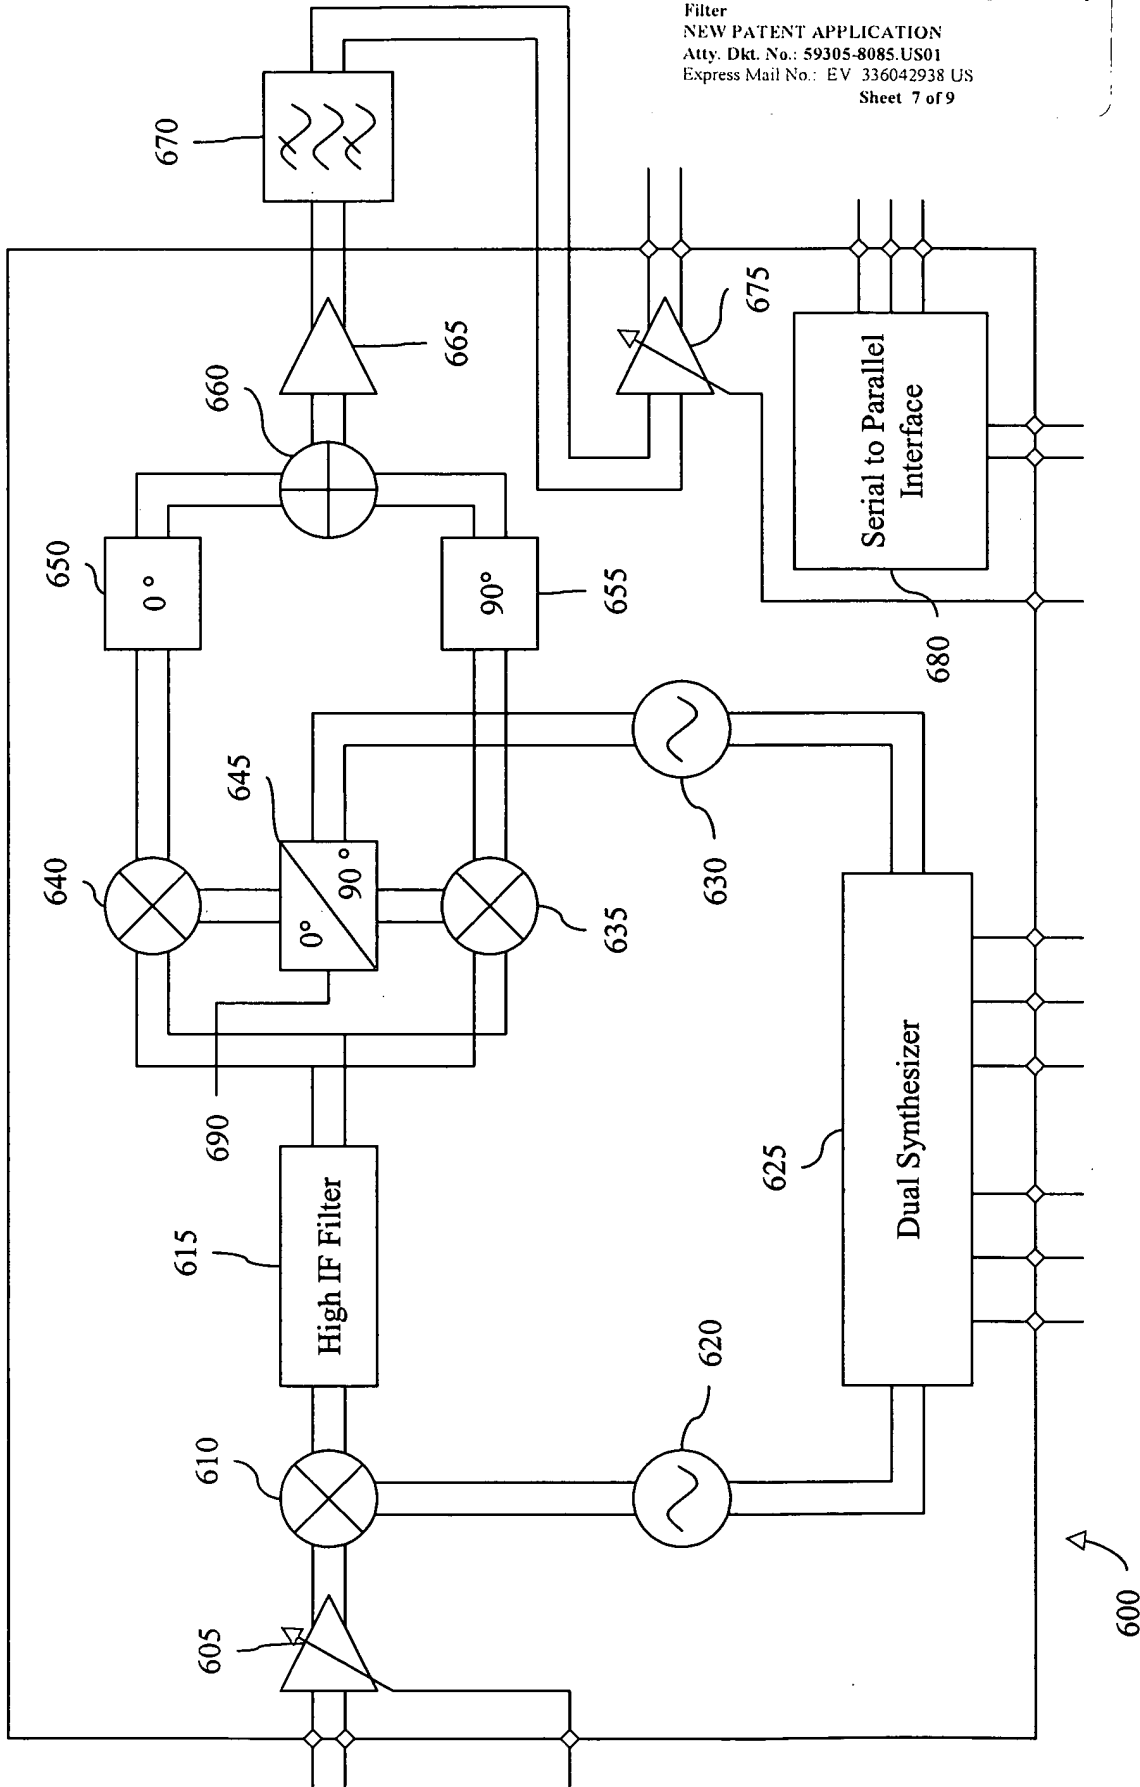 Filter
NEW PATENT APPLICATION
Atty. Dkt. No.: 59305-8085.US01
Express Mail No.: EV 336042938 US
Sheet 7 of 9
605
610
615
High IF Filter
690
640
645
0°
90°
635
650
0°
90°
655
660
665
670
675
620
625
Dual Synthesizer
630
680
Serial to Parallel
Interface
600